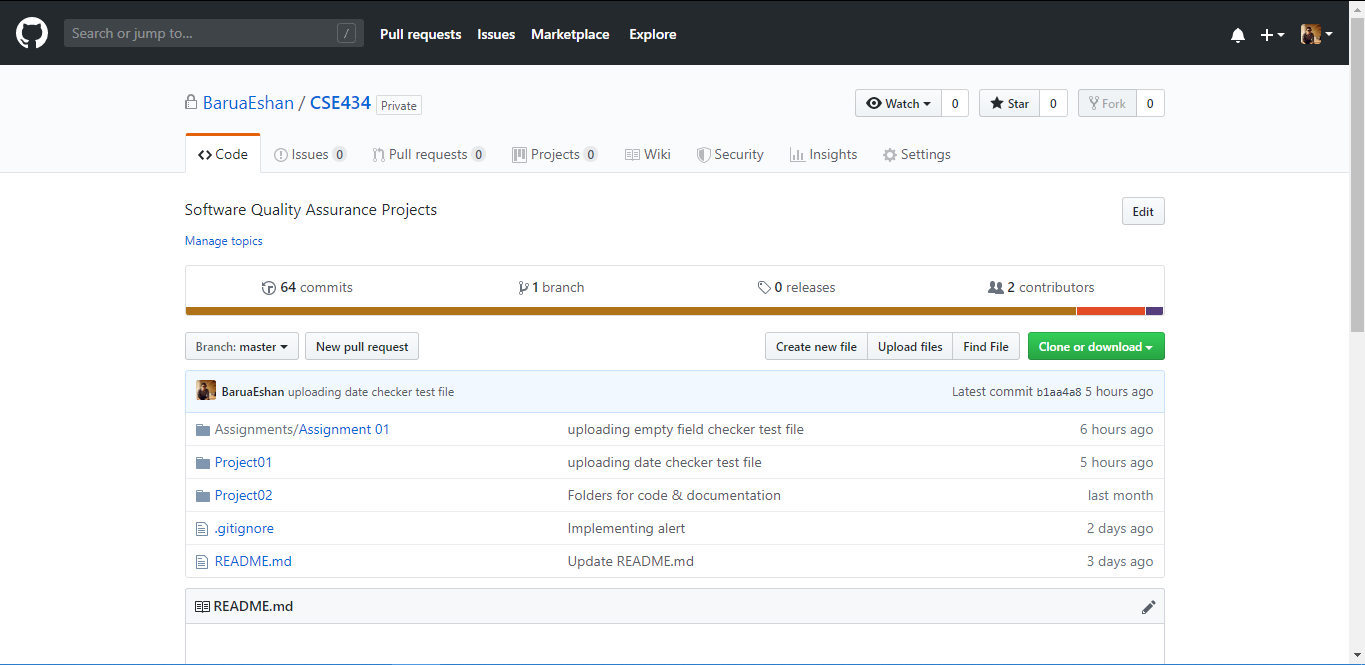 Search or jump to... /
Pull requests Issues Marketplace Explore
BaruaEshan / CSE434 Private
Watch 0 Star 0 Fork 0
Code Issues 0 Pull requests 0 Projects 0 Wiki Security Insights Settings
Software Quality Assurance Projects
Edit
Manage topics
64 commits 1 branch 0 releases 2 contributors
Branch: master New pull request Create new file Upload files Find File Clone or download
BaruaEshan uploading date checker test file Latest commit b1aa4a8 5 hours ago
Assignments/Assignment 01 uploading empty field checker test file 6 hours ago
Project01 uploading date checker test file 5 hours ago
Project02 Folders for code & documentation last month
.gitignore Implementing alert 2 days ago
README.md Update README.md 3 days ago
README.md